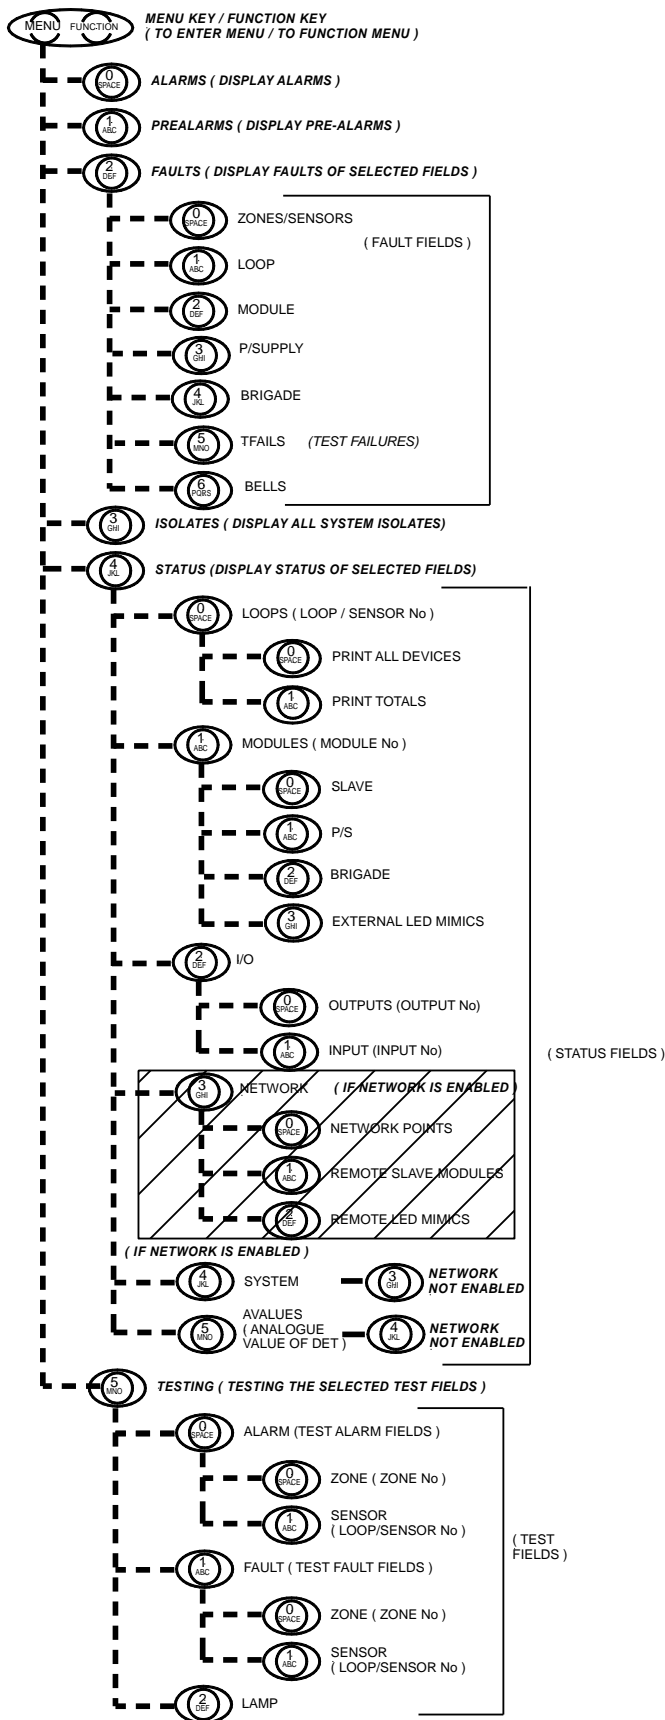 MENU FUNCTION MENU KEY / FUNCTION KEY
( TO ENTER MENU / TO FUNCTION MENU )
0 SPACE ALARMS ( DISPLAY ALARMS )
1 ABC PREALARMS ( DISPLAY PRE-ALARMS )
2 DEF FAULTS ( DISPLAY FAULTS OF SELECTED FIELDS )
0 SPACE ZONES/SENSORS
( FAULT FIELDS )
1 ABC LOOP
2 DEF MODULE
3 GHI P/SUPPLY
4 JKL BRIGADE
5 MNO TFAILS (TEST FAILURES)
6 PQRS BELLS
3 GHI ISOLATES ( DISPLAY ALL SYSTEM ISOLATES)
4 JKL STATUS (DISPLAY STATUS OF SELECTED FIELDS)
0 SPACE LOOPS ( LOOP / SENSOR No )
0 SPACE PRINT ALL DEVICES
1 ABC PRINT TOTALS
1 ABC MODULES ( MODULE No )
0 SPACE SLAVE
1 ABC P/S
2 DEF BRIGADE
3 GHI EXTERNAL LED MIMICS
2 DEF I/O
0 SPACE OUTPUTS (OUTPUT No)
1 ABC INPUT (INPUT No)
( STATUS FIELDS )
3 GHI NETWORK ( IF NETWORK IS ENABLED )
0 SPACE NETWORK POINTS
1 ABC REMOTE SLAVE MODULES
2 DEF REMOTE LED MIMICS
( IF NETWORK IS ENABLED )
4 JKL SYSTEM 3 GHI NETWORK
NOT ENABLED
5 MNO AVALUES
( ANALOGUE
VALUE OF DET ) 4 JKL NETWORK
NOT ENABLED
5 MNO TESTING ( TESTING THE SELECTED TEST FIELDS )
0 SPACE ALARM (TEST ALARM FIELDS )
0 SPACE ZONE ( ZONE No )
1 ABC SENSOR
( LOOP/SENSOR No )
( TEST
FIELDS )
1 ABC FAULT ( TEST FAULT FIELDS )
0 SPACE ZONE ( ZONE No )
1 ABC SENSOR
( LOOP/SENSOR No )
2 DEF LAMP